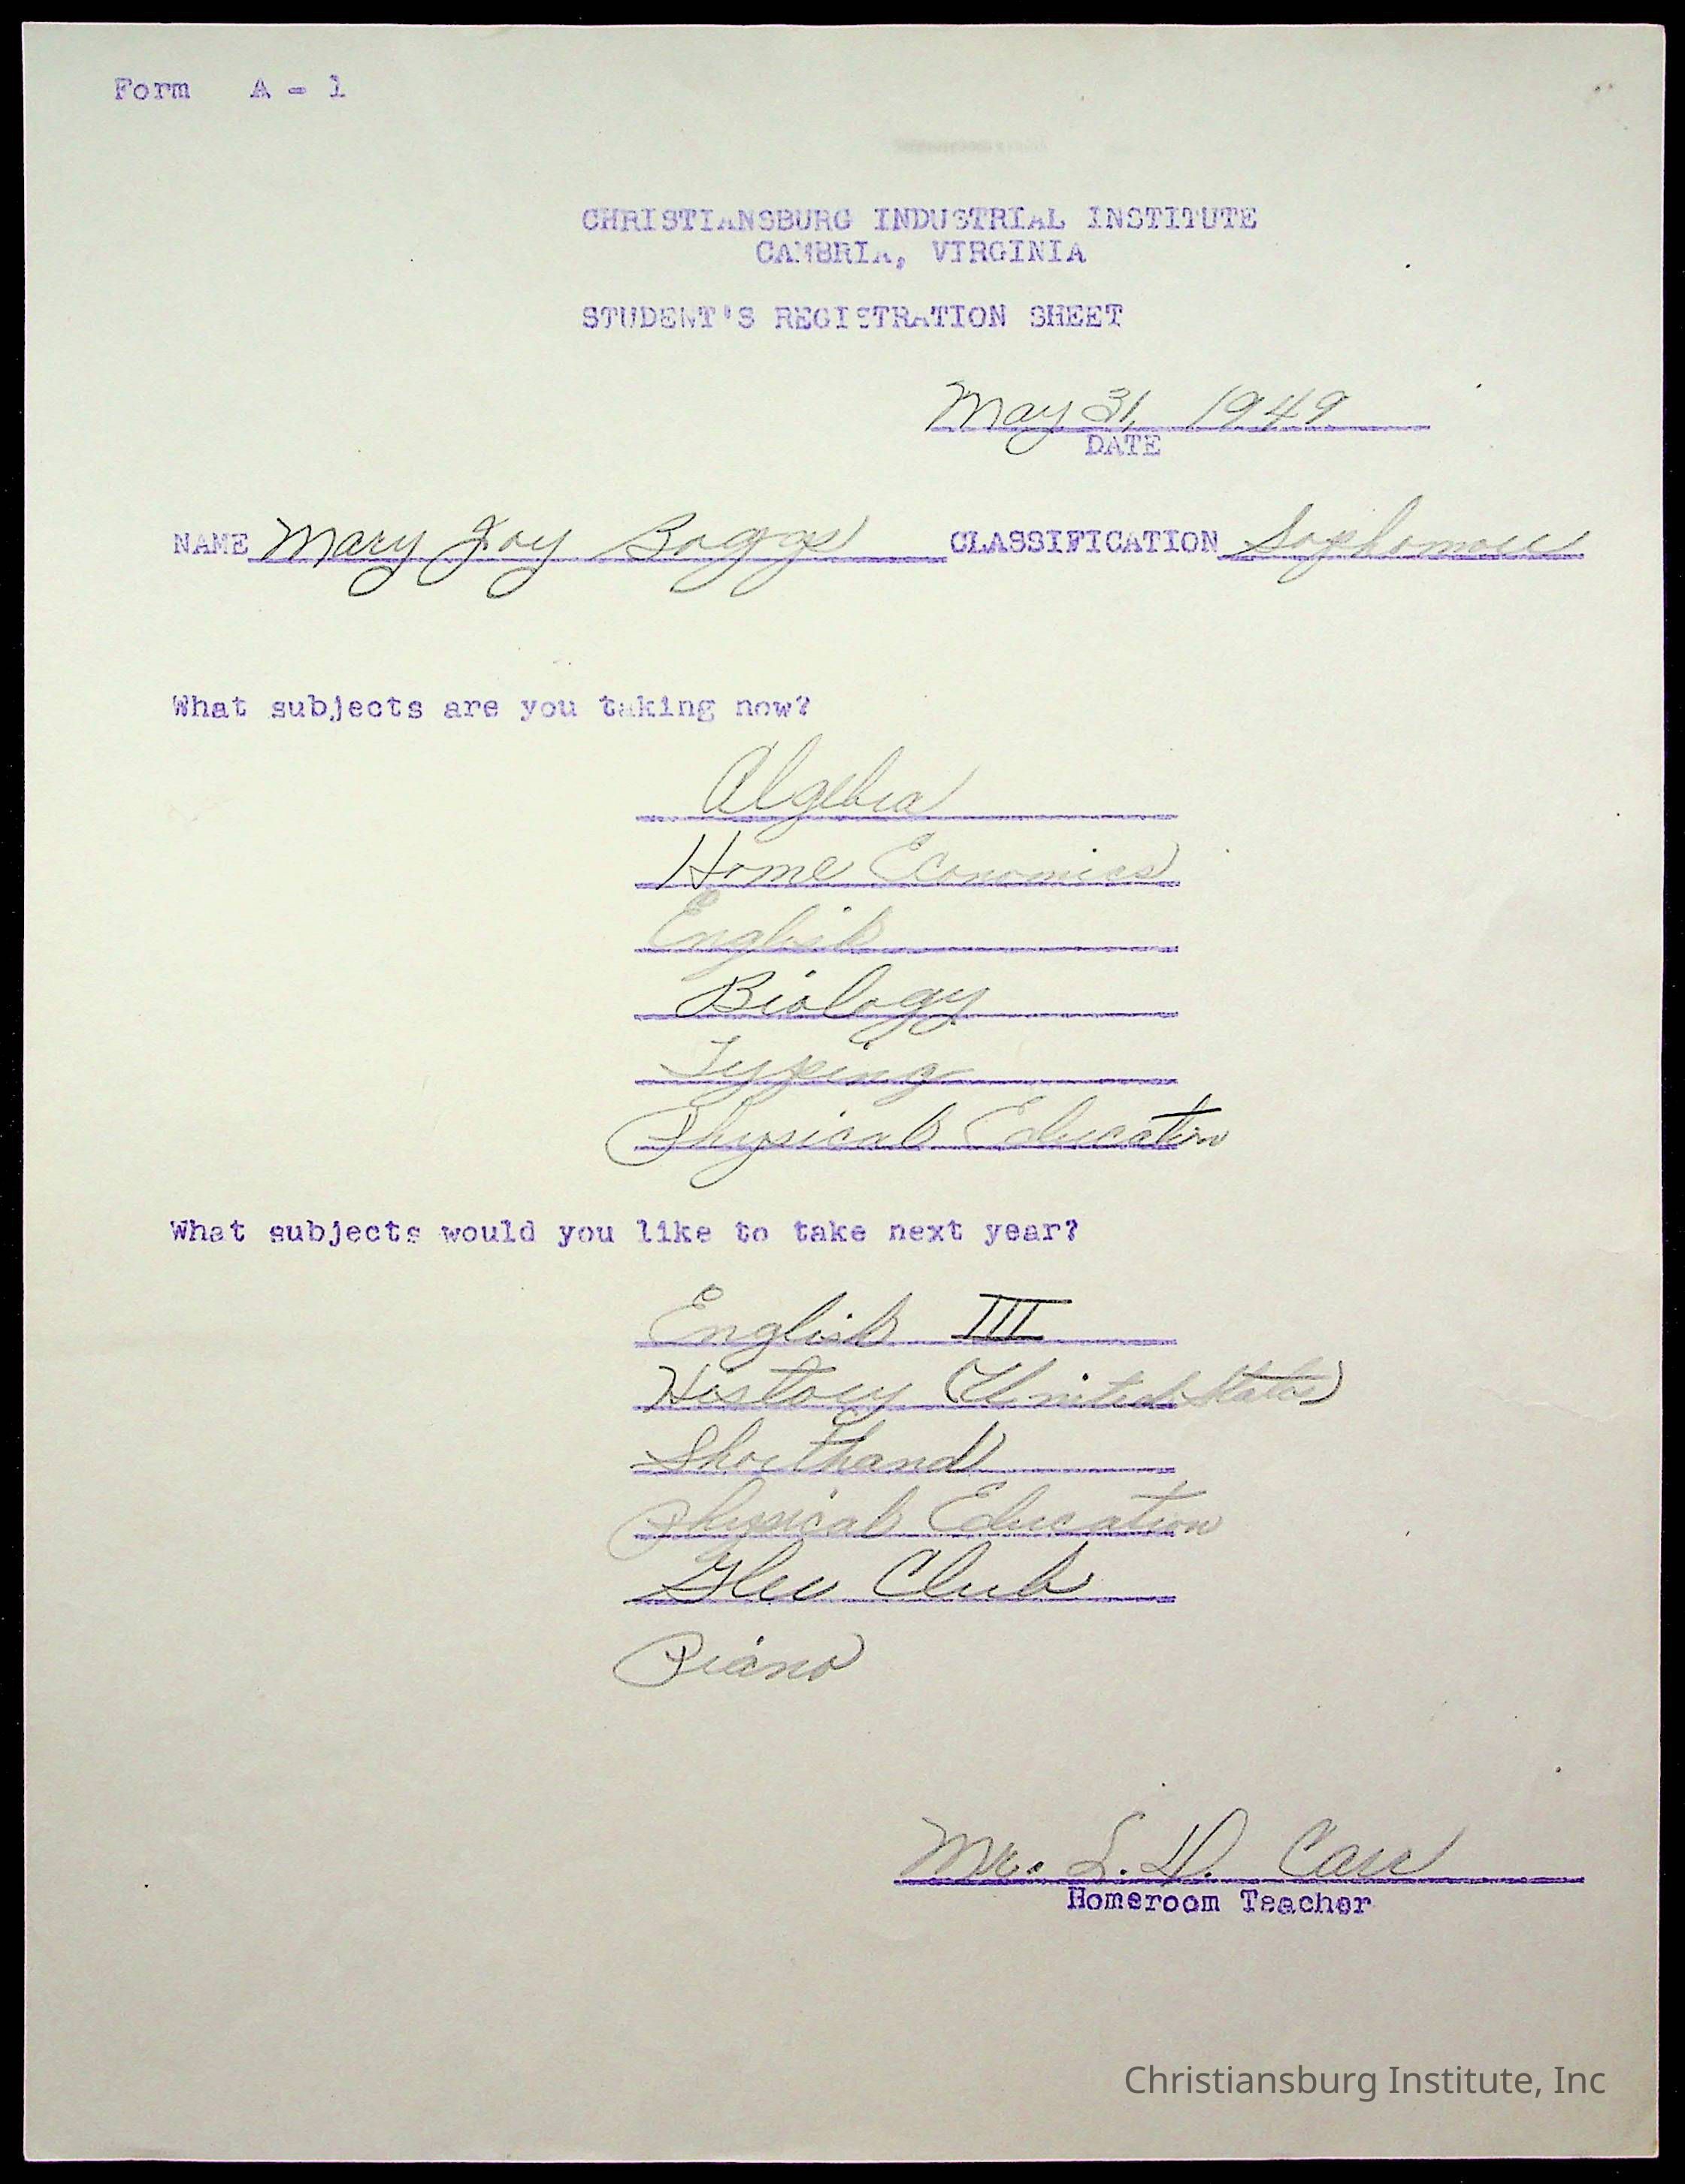 Form A - 1
CHRISTIANSBURG INDUSTRIAL INSTITUTE
CAMBRIA, VIRGINIA
STUDENT'S REGISTRATION SHEET
May 31, 1949
DATE
NAME Mary Joy Boggs CLASSIFICATION Sophomore
What subjects are you taking now?
Algebra
Home Economics
English
Biology
Typing
Physical Education
What subjects would you like to take next year?
English III
History (United States)
Shorthand
Physical Education
Glee Club
Piano
Mr. S. D. Carr
Homeroom Teacher
Christiansburg Institute, Inc